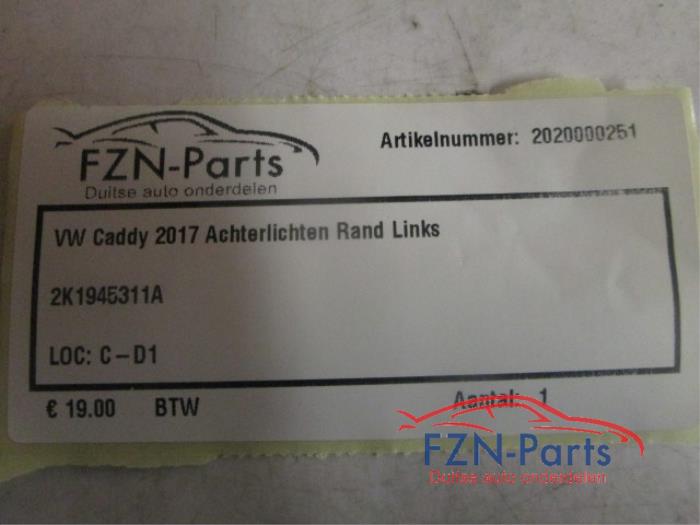 FZN-Parts
Duitse auto onderdelen
Artikelnummer: 2020000251
VW Caddy 2017 Achterlichten Rand Links
2K1945311A
LOC: C-D1
€ 19.00 BTW
Aantal: 1
FZN-Parts
Duitse auto onderdelen